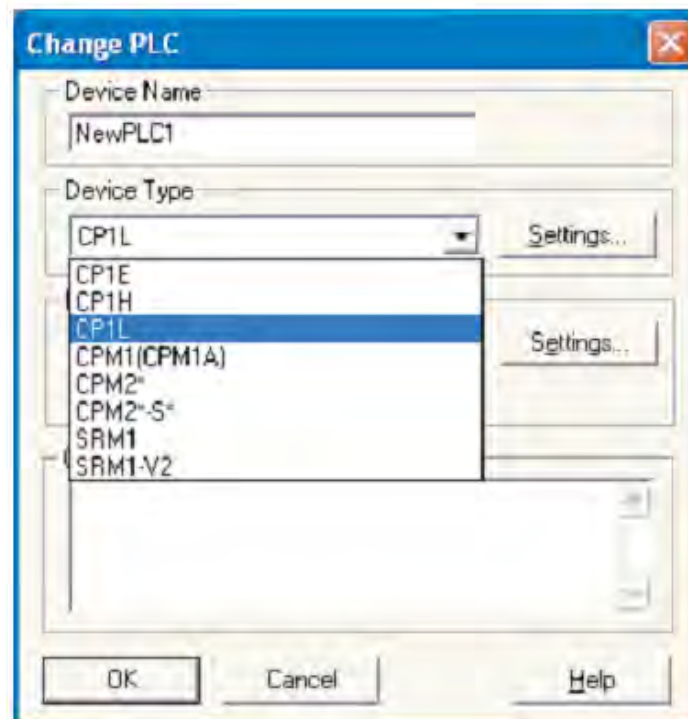 Change PLC
Device Name
NewPLC1
Device Type
CP1L
Settings...
CP1E
CP1H
CP1L
CPM1(CPM1A)
CPM2*
CPM2*-S*
SRM1
SRM1-V2
Settings...
OK
Cancel
Help